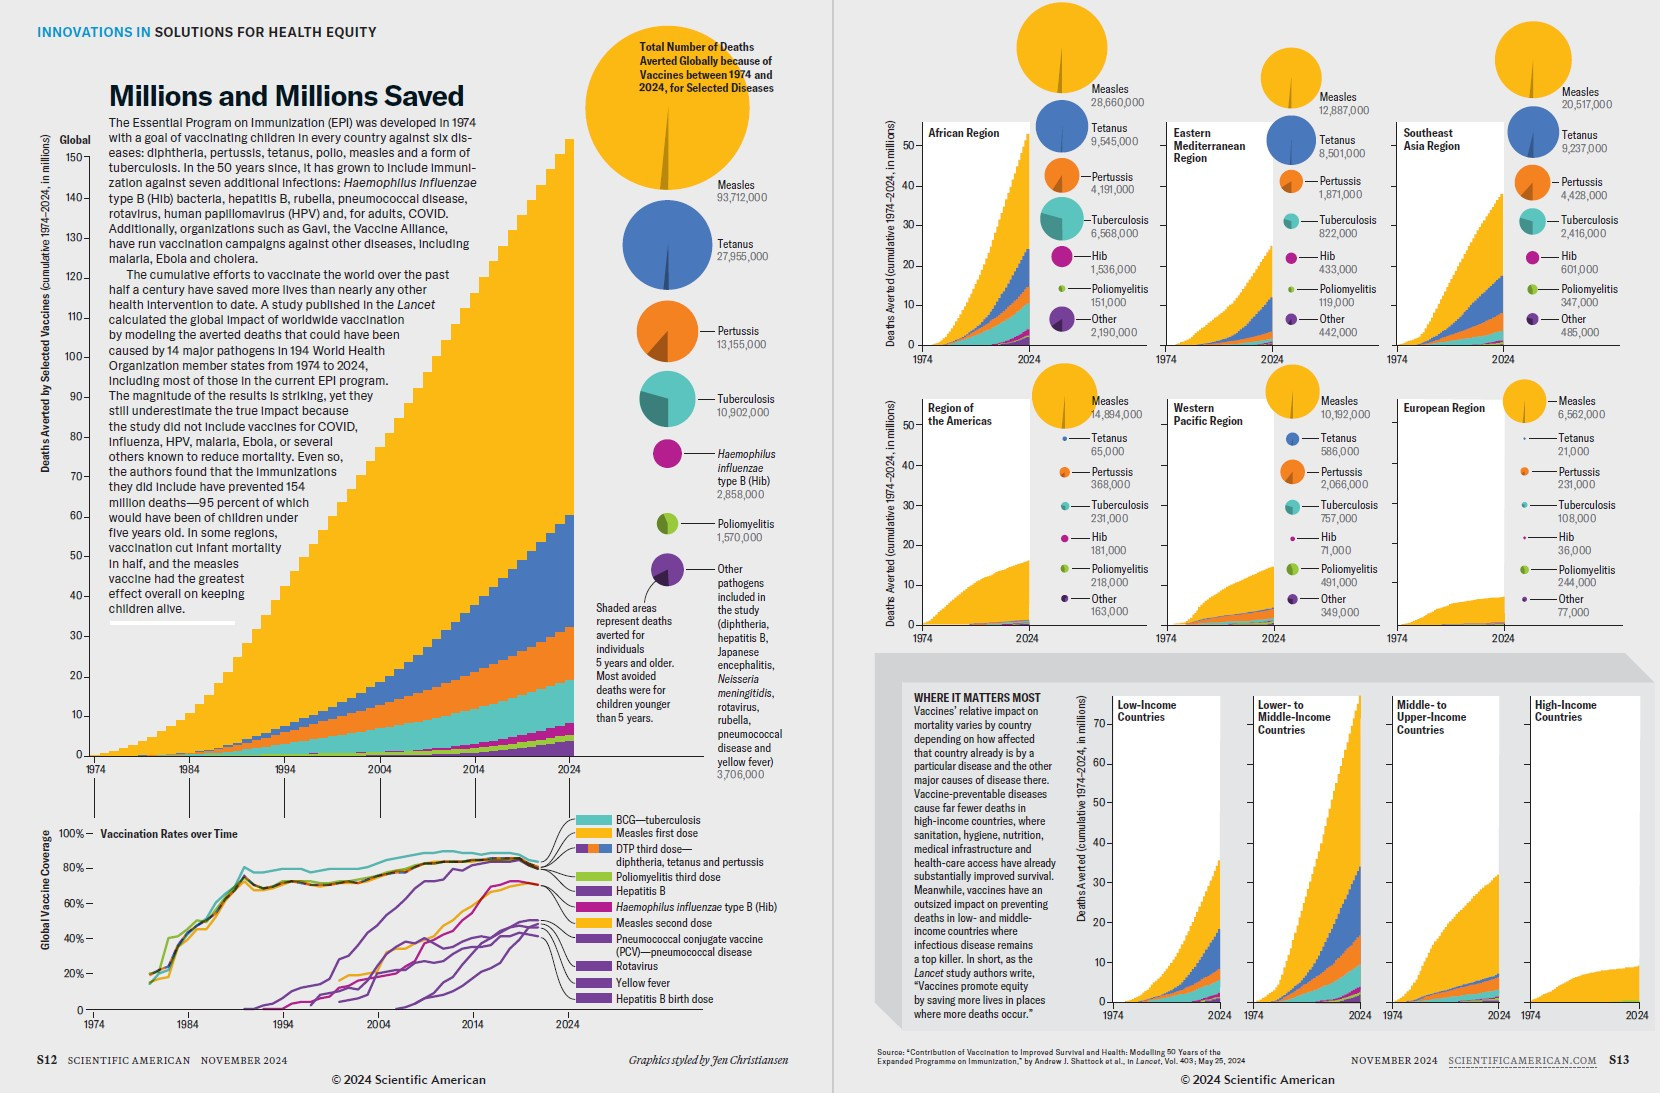 INNOVATIONS IN SOLUTIONS FOR HEALTH EQUITY
Millions and Millions Saved
The Essential Program on Immunization (EPI) was developed in 1974
with a goal of vaccinating children in every country against six dis-
eases: diphtheria, pertussis, tetanus, polio, measles and a form of
tuberculosis. In the 50 years since, it has grown to include immuni-
zation against seven additional infections: Haemophilus influenzae
type B (Hib) bacteria, hepatitis B, rubella, pneumococcal disease,
rotavirus, human papillomavirus (HPV) and, for adults, COVID.
Additionally, organizations such as Gavi, the Vaccine Alliance,
have run vaccination campaigns against other diseases, including
malaria, Ebola and cholera.
The cumulative efforts to vaccinate the world over the past
half a century have saved more lives than nearly any other
health intervention to date. A study published in the Lancet
calculated the global impact of worldwide vaccination
by modeling the averted deaths that could have been
caused by 14 major pathogens in 194 World Health
Organization member states from 1974 to 2024,
including most of those in the current EPI program.
The magnitude of the results is striking, yet they
still underestimate the true impact because
the study did not include vaccines for COVID,
influenza, HPV, malaria, Ebola, or several
others known to reduce mortality. Even so,
the authors found that the immunizations
they did include have prevented 154
million deaths—95 percent of which
would have been of children under
five years old. In some regions,
vaccination cut infant mortality
in half, and the measles
vaccine had the greatest
effect overall on keeping
children alive.
Deaths Averted by Selected Vaccines (cumulative 1974–2024, in millions)
Global
150
140
130
120
110
100
90
80
70
60
50
40
30
20
10
0
1974
1984
1994
2004
2014
2024
Total Number of Deaths
Averted Globally because of
Vaccines between 1974 and
2024, for Selected Diseases
Measles
93,712,000
Tetanus
27,955,000
Pertussis
13,155,000
Tuberculosis
10,902,000
Haemophilus
influenzae
type B (Hib)
2,858,000
Poliomyelitis
1,570,000
Other
pathogens
included in
the study
(diphtheria,
hepatitis B,
Japanese
encephalitis,
Neisseria
meningitidis,
rotavirus,
rubella,
pneumococcal
disease and
yellow fever)
3,706,000
Shaded areas
represent deaths
averted for
individuals
5 years and older.
Most avoided
deaths were for
children younger
than 5 years.
Global Vaccine Coverage
Vaccination Rates over Time
100%
80%
60%
40%
20%
0
1974
1984
1994
2004
2014
2024
BCG—tuberculosis
Measles first dose
DTP third dose—
diphtheria, tetanus and pertussis
Poliomyelitis third dose
Hepatitis B
Haemophilus influenzae type B (Hib)
Measles second dose
Pneumococcal conjugate vaccine
(PCV)—pneumococcal disease
Rotavirus
Yellow fever
Hepatitis B birth dose
S12 SCIENTIFIC AMERICAN NOVEMBER 2024
Graphics styled by Jen Christiansen
© 2024 Scientific American
Deaths Averted (cumulative 1974–2024, in millions)
50
40
30
20
10
0
African Region
1974
2024
Measles
28,660,000
Tetanus
9,545,000
Pertussis
4,191,000
Tuberculosis
6,568,000
Hib
1,536,000
Poliomyelitis
151,000
Other
2,190,000
Eastern
Mediterranean
Region
1974
2024
Measles
12,887,000
Tetanus
8,501,000
Pertussis
1,871,000
Tuberculosis
822,000
Hib
433,000
Poliomyelitis
119,000
Other
442,000
Southeast
Asia Region
1974
2024
Measles
20,517,000
Tetanus
9,237,000
Pertussis
4,428,000
Tuberculosis
2,416,000
Hib
601,000
Poliomyelitis
347,000
Other
485,000
Deaths Averted (cumulative 1974–2024, in millions)
50
40
30
20
10
0
Region of
the Americas
1974
2024
Measles
14,894,000
Tetanus
65,000
Pertussis
368,000
Tuberculosis
231,000
Hib
181,000
Poliomyelitis
218,000
Other
163,000
Western
Pacific Region
1974
2024
Measles
10,192,000
Tetanus
586,000
Pertussis
2,066,000
Tuberculosis
757,000
Hib
71,000
Poliomyelitis
491,000
Other
349,000
European Region
1974
2024
Measles
6,562,000
Tetanus
21,000
Pertussis
231,000
Tuberculosis
108,000
Hib
36,000
Poliomyelitis
244,000
Other
77,000
WHERE IT MATTERS MOST
Vaccines’ relative impact on
mortality varies by country
depending on how affected
that country already is by a
particular disease and the other
major causes of disease there.
Vaccine-preventable diseases
cause far fewer deaths in
high-income countries, where
sanitation, hygiene, nutrition,
medical infrastructure and
health-care access have already
substantially improved survival.
Meanwhile, vaccines have an
outsized impact on preventing
deaths in low- and middle-
income countries where
infectious disease remains
a top killer. In short, as the
Lancet study authors write,
“Vaccines promote equity
by saving more lives in places
where more deaths occur.”
Deaths Averted (cumulative 1974–2024, in millions)
70
60
50
40
30
20
10
0
Low-Income
Countries
1974
2024
Lower- to
Middle-Income
Countries
1974
2024
Middle- to
Upper-Income
Countries
1974
2024
High-Income
Countries
1974
2024
Source: “Contribution of Vaccination to Improved Survival and Health: Modelling 50 Years of the
Expanded Programme on Immunization,” by Andrew J. Shattock et al., in Lancet, Vol. 403; May 25, 2024
NOVEMBER 2024 SCIENTIFICAMERICAN.COM S13
© 2024 Scientific American